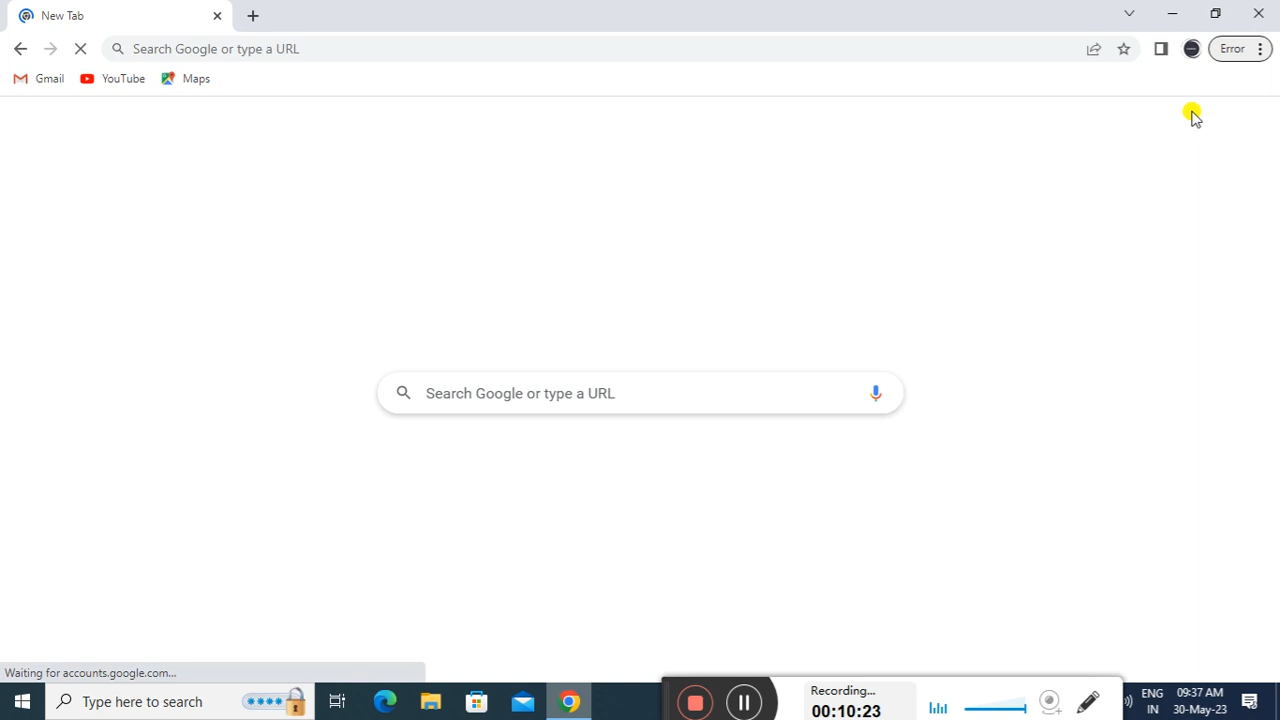 New Tab
Search Google or type a URL
Error
Gmail
YouTube
Maps
Search Google or type a URL
Waiting for accounts.google.com...
Type here to search
Recording...
00:10:23
ENG
IN
09:37 AM
30-May-23